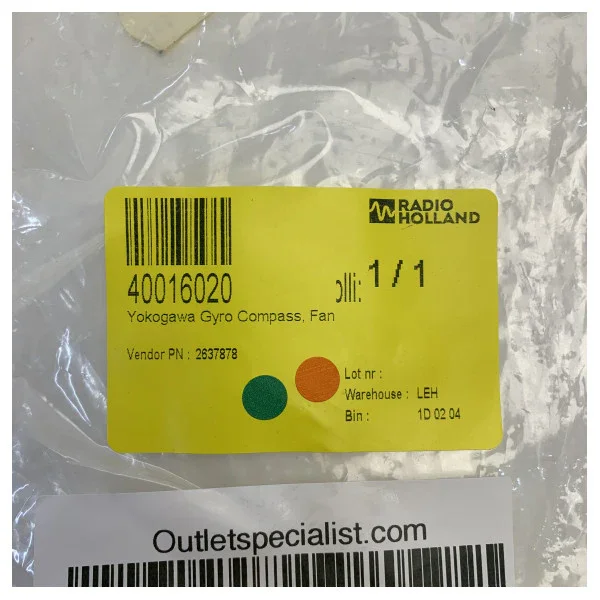 RADIO
HOLLAND
40016020
olli: 1 / 1
Yokogawa Gyro Compass, Fan
Vendor PN : 2637878
Lot nr :
Warehouse : LEH
Bin : 1D 02 04
Outletspecialist.com